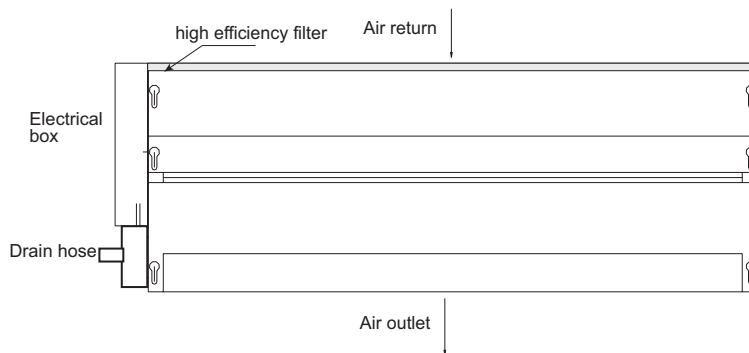 high efficiency filter
Air return
Electrical
box
Drain hose
Air outlet